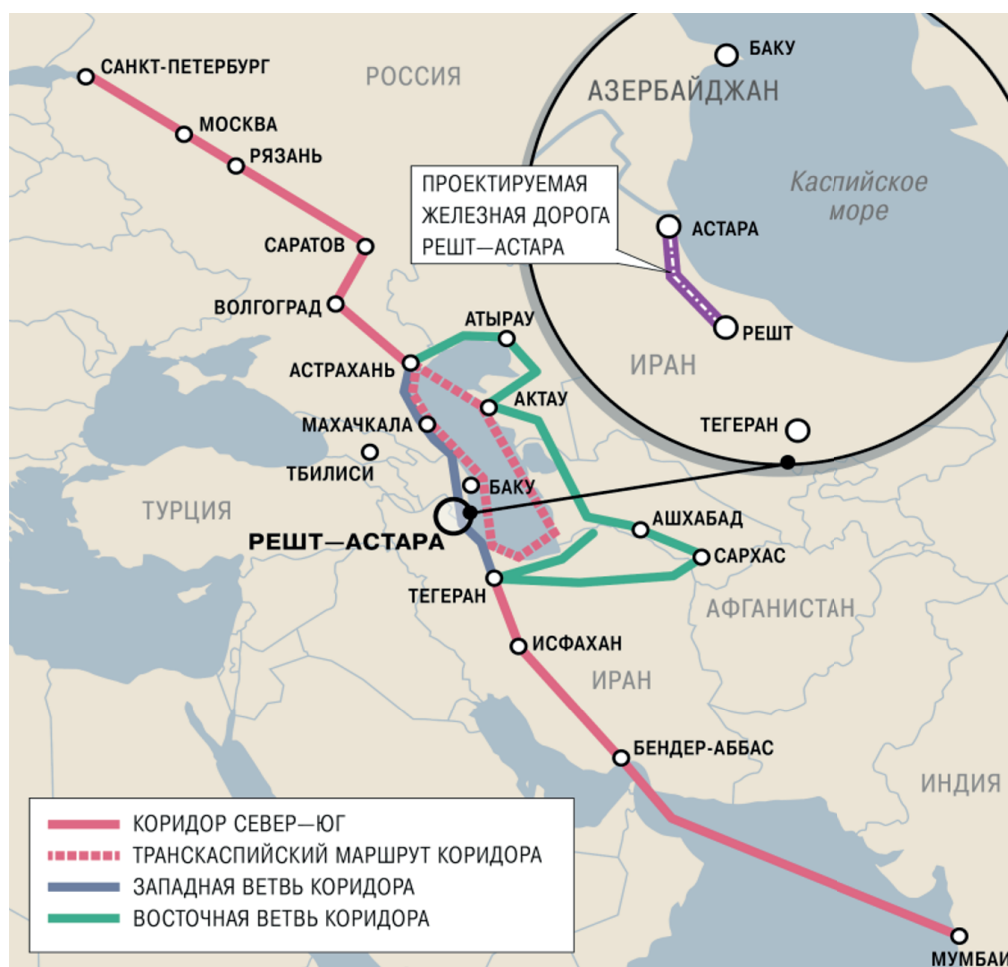 САНКТ-ПЕТЕРБУРГ
РОССИЯ
МОСКВА
РЯЗАНЬ
САРАТОВ
ВОЛГОГРАД
АТЫРАУ
АСТРАХАНЬ
АКТАУ
МАХАЧКАЛА
ТБИЛИСИ
БАКУ
ТУРЦИЯ
РЕШТ—АСТАРА
АШХАБАД
САРХАС
ТЕГЕРАН
АФГАНИСТАН
ИСФАХАН
ИРАН
БЕНДЕР-АББАС
ИНДИЯ
МУМБАИ
БАКУ
АЗЕРБАЙДЖАН
ПРОЕКТИРУЕМАЯ
ЖЕЛЕЗНАЯ ДОРОГА
РЕШТ—АСТАРА
Каспийское
море
АСТАРА
РЕШТ
ИРАН
ТЕГЕРАН
КОРИДОР СЕВЕР—ЮГ
ТРАНСКАСПИЙСКИЙ МАРШРУТ КОРИДОРА
ЗАПАДНАЯ ВЕТВЬ КОРИДОРА
ВОСТОЧНАЯ ВЕТВЬ КОРИДОРА